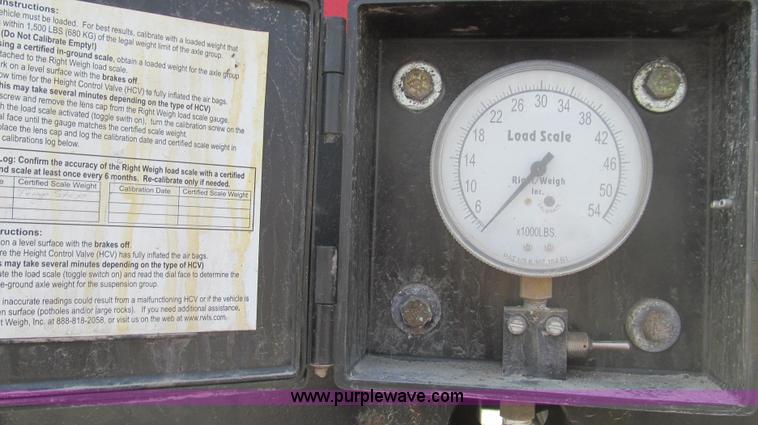 Instructions:
vehicle must be loaded. For best results, calibrate with a loaded weight that
within 1,500 LBS (680 KG) of the legal weight limit of the axle group.
(Do Not Calibrate Empty!)
using a certified in-ground scale, obtain a loaded weight for the axle group
attached to the Right Weigh load scale.
rk on a level surface with the brakes off.
ow time for the Height Control Valve (HCV) to fully inflated the air bags.
his may take several minutes depending on the type of HCV)
screw and remove the lens cap from the Right Weigh load scale gauge.
h the load scale activated (toggle swith on), turn the calibration screw on the
al face until the gauge matches the certified scale weight.
place the lens cap and log the calibration date and certified scale weight in
calibrations log below.
Log: Confirm the accuracy of the Right Weigh load scale with a certified
nd scale at least once every 6 months. Re-calibrate only if needed.
e Certified Scale Weight Calibration Date Certified Scale Weight
ructions:
on a level surface with the brakes off.
re the Height Control Valve (HCV) has fully inflated the air bags.
s may take several minutes depending on the type of HCV)
ate the load scale (toggle switch on) and read the dial face to determine the
e-ground axle weight for the suspension group.
inaccurate readings could result from a malfunctioning HCV or if the vehicle is
en surface (potholes and/or large rocks). If you need additional assistance,
t Weigh, Inc. at 888-818-2058, or visit us on the web at www.rwls.com.
6 10 14 18 22 26 30 34 38 42 46 50 54
Load Scale
Right Weigh
Inc.
x1000LBS.
www.purplewave.com